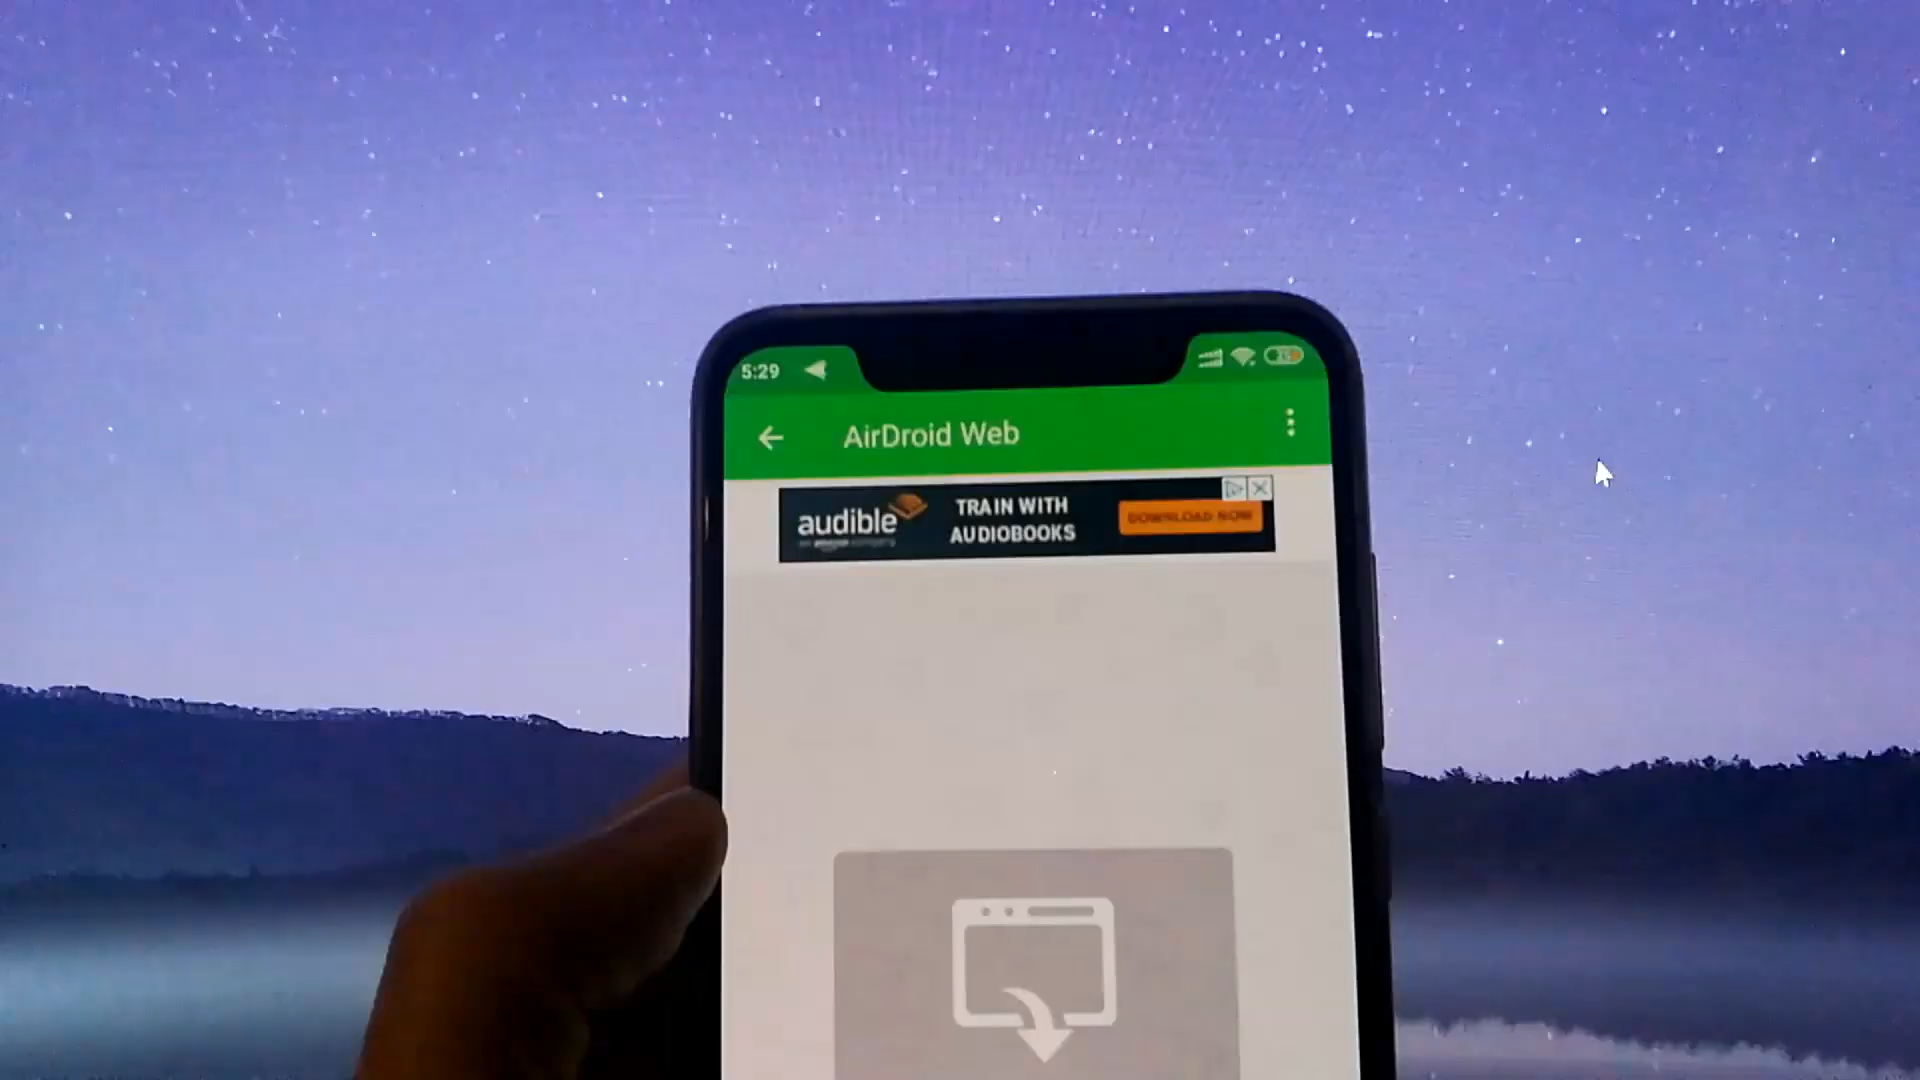 5:29
AirDroid Web
audible
TRAIN WITH
AUDIOBOOKS
DOWNLOAD NOW